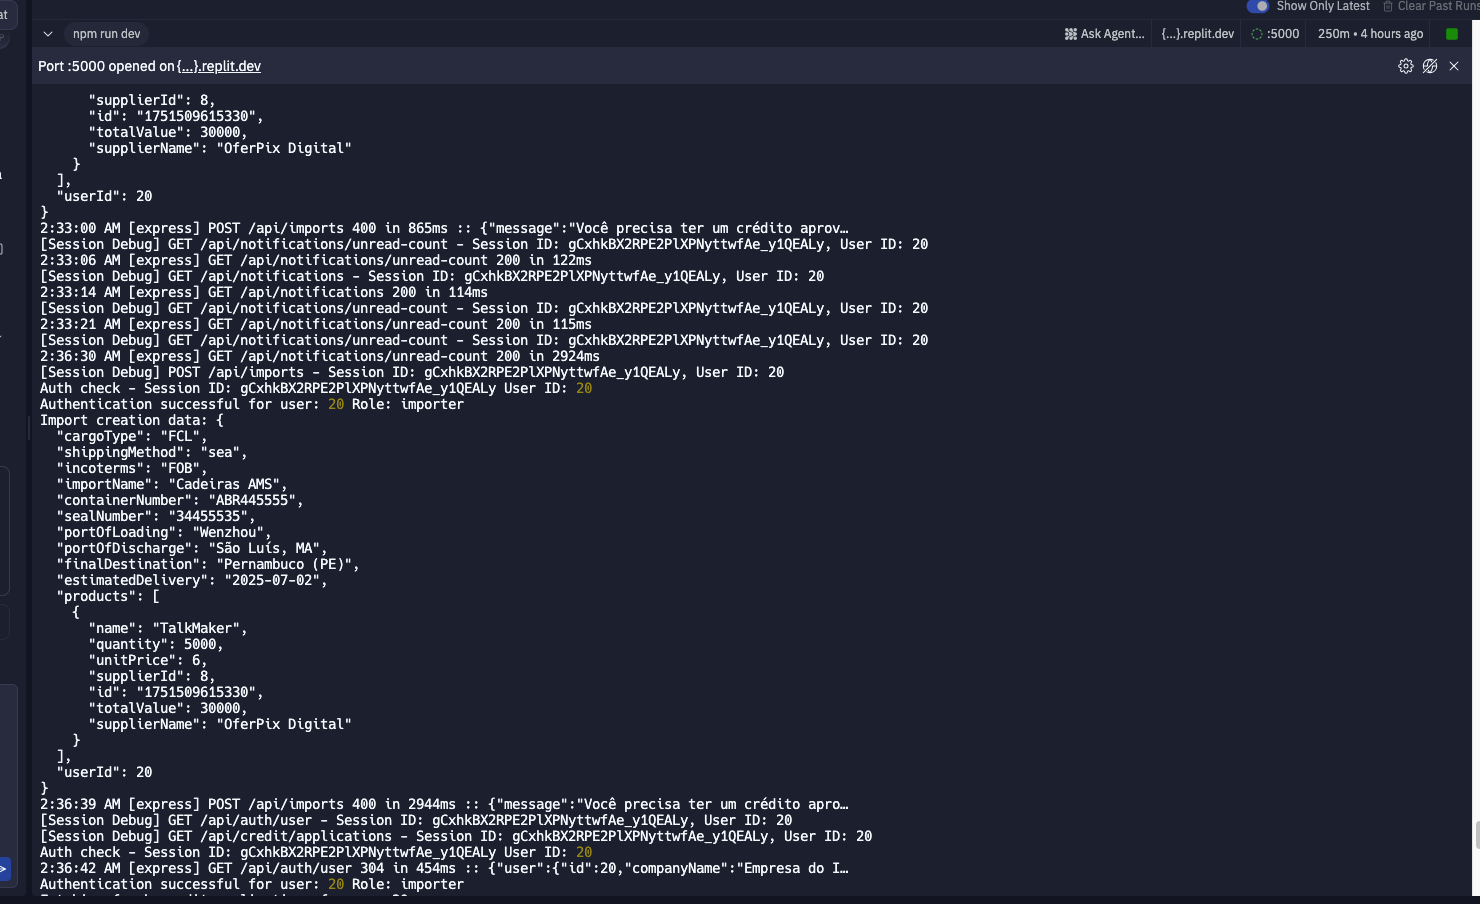 at
Show Only Latest
Clear Past Runs
npm run dev
Ask Agent...
{...}.replit.dev
:5000
250m • 4 hours ago
Port :5000 opened on {...}.replit.dev
"supplierId": 8,
"id": "1751509615330",
"totalValue": 30000,
"supplierName": "OferPix Digital"
}
],
"userId": 20
}
2:33:00 AM [express] POST /api/imports 400 in 865ms :: {"message":"Você precisa ter um crédito aprov…
[Session Debug] GET /api/notifications/unread-count - Session ID: gCxhkBX2RPE2PlXPNyttwfAe_y1QEALy, User ID: 20
2:33:06 AM [express] GET /api/notifications/unread-count 200 in 122ms
[Session Debug] GET /api/notifications - Session ID: gCxhkBX2RPE2PlXPNyttwfAe_y1QEALy, User ID: 20
2:33:14 AM [express] GET /api/notifications 200 in 114ms
[Session Debug] GET /api/notifications/unread-count - Session ID: gCxhkBX2RPE2PlXPNyttwfAe_y1QEALy, User ID: 20
2:33:21 AM [express] GET /api/notifications/unread-count 200 in 115ms
[Session Debug] GET /api/notifications/unread-count - Session ID: gCxhkBX2RPE2PlXPNyttwfAe_y1QEALy, User ID: 20
2:36:30 AM [express] GET /api/notifications/unread-count 200 in 2924ms
[Session Debug] POST /api/imports - Session ID: gCxhkBX2RPE2PlXPNyttwfAe_y1QEALy, User ID: 20
Auth check - Session ID: gCxhkBX2RPE2PlXPNyttwfAe_y1QEALy User ID: 20
Authentication successful for user: 20 Role: importer
Import creation data: {
"cargoType": "FCL",
"shippingMethod": "sea",
"incoterms": "FOB",
"importName": "Cadeiras AMS",
"containerNumber": "ABR445555",
"sealNumber": "34455535",
"portOfLoading": "Wenzhou",
"portOfDischarge": "São Luís, MA",
"finalDestination": "Pernambuco (PE)",
"estimatedDelivery": "2025-07-02",
"products": [
{
"name": "TalkMaker",
"quantity": 5000,
"unitPrice": 6,
"supplierId": 8,
"id": "1751509615330",
"totalValue": 30000,
"supplierName": "OferPix Digital"
}
],
"userId": 20
}
2:36:39 AM [express] POST /api/imports 400 in 2944ms :: {"message":"Você precisa ter um crédito apro…
[Session Debug] GET /api/auth/user - Session ID: gCxhkBX2RPE2PlXPNyttwfAe_y1QEALy, User ID: 20
[Session Debug] GET /api/credit/applications - Session ID: gCxhkBX2RPE2PlXPNyttwfAe_y1QEALy, User ID: 20
Auth check - Session ID: gCxhkBX2RPE2PlXPNyttwfAe_y1QEALy User ID: 20
2:36:42 AM [express] GET /api/auth/user 304 in 454ms :: {"user":{"id":20,"companyName":"Empresa do I…
Authentication successful for user: 20 Role: importer